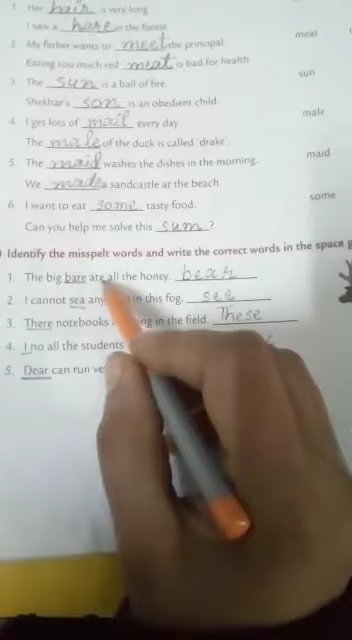 1 Her hair is very long
I saw a hare in the forest
meat
2 My father wants to meet the principal.
Eating too much red meat is bad for health
sun
3 The sun is a ball of fire.
Shekhar's son is an obedient child.
4 I get lots of mail every day.
male
The male of the duck is called 'drake'.
5. The maid washes the dishes in the morning.
maid
We made a sandcastle at the beach.
6 I want to eat some tasty food.
some
Can you help me solve this sum?
Identify the misspelt words and write the correct words in the space
1. The big bare ate all the honey. bear
2. I cannot sea in this fog. see
3. There notebooks in the field. These
4. I no all the students
5. Dear can run